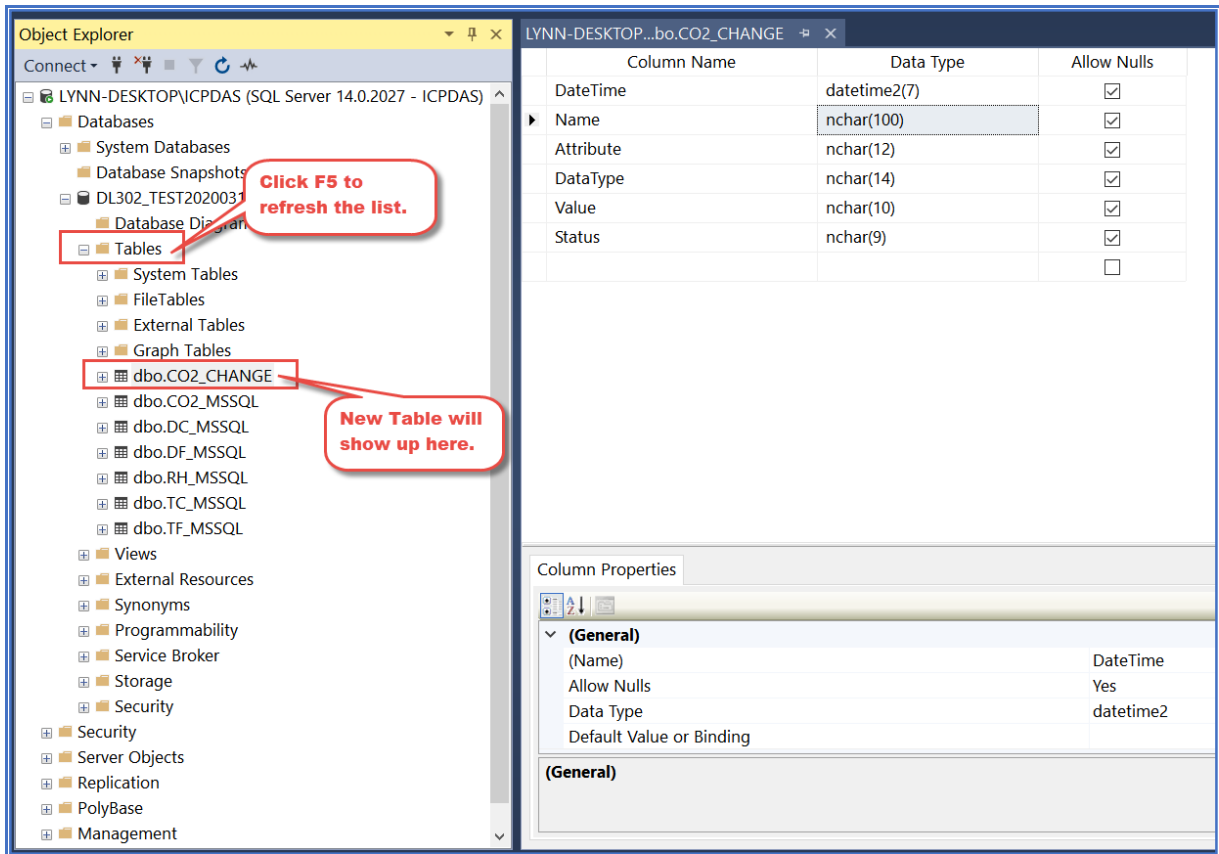 Object Explorer
Connect
LYNN-DESKTOP\ICPDAS (SQL Server 14.0.2027 - ICPDAS)
Databases
System Databases
Database Snapshots
DL302_TEST2020031
Database Diagran
Tables
System Tables
FileTables
External Tables
Graph Tables
dbo.CO2_CHANGE
dbo.CO2_MSSQL
dbo.DC_MSSQL
dbo.DF_MSSQL
dbo.RH_MSSQL
dbo.TC_MSSQL
dbo.TF_MSSQL
Views
External Resources
Synonyms
Programmability
Service Broker
Storage
Security
Security
Server Objects
Replication
PolyBase
Management
Click F5 to
refresh the list.
New Table will
show up here.
LYNN-DESKTOP...bo.CO2_CHANGE
Column Name Data Type Allow Nulls
DateTime datetime2(7)
Name nchar(100)
Attribute nchar(12)
DataType nchar(14)
Value nchar(10)
Status nchar(9)
Column Properties
(General)
(Name) DateTime
Allow Nulls Yes
Data Type datetime2
Default Value or Binding
(General)